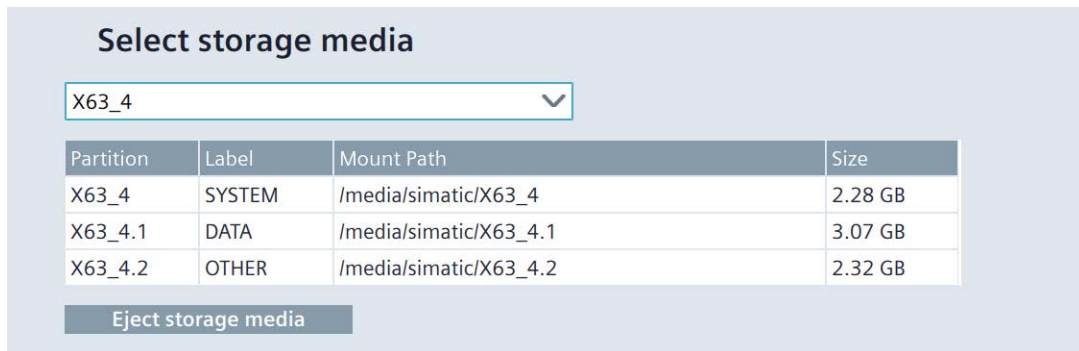 Select storage media
X63_4
Partition Label Mount Path Size
X63_4 SYSTEM /media/simatic/X63_4 2.28 GB
X63_4.1 DATA /media/simatic/X63_4.1 3.07 GB
X63_4.2 OTHER /media/simatic/X63_4.2 2.32 GB
Eject storage media